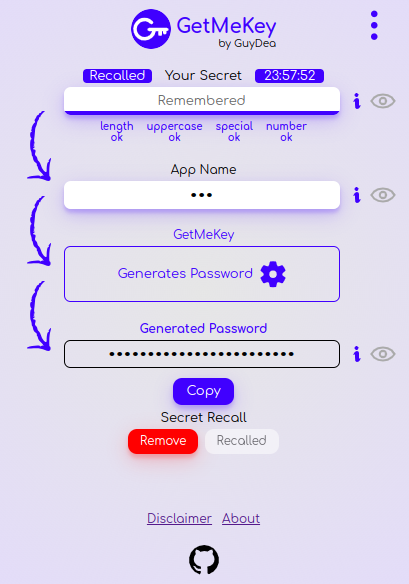 GetMeKey
by GuyDea
Recalled Your Secret 23:57:52
Remembered
length uppercase special number
ok ok ok ok
App Name
•••
GetMeKey
Generates Password
Generated Password
••••••••••••••••••••••••
Copy
Secret Recall
Remove Recalled
Disclaimer About